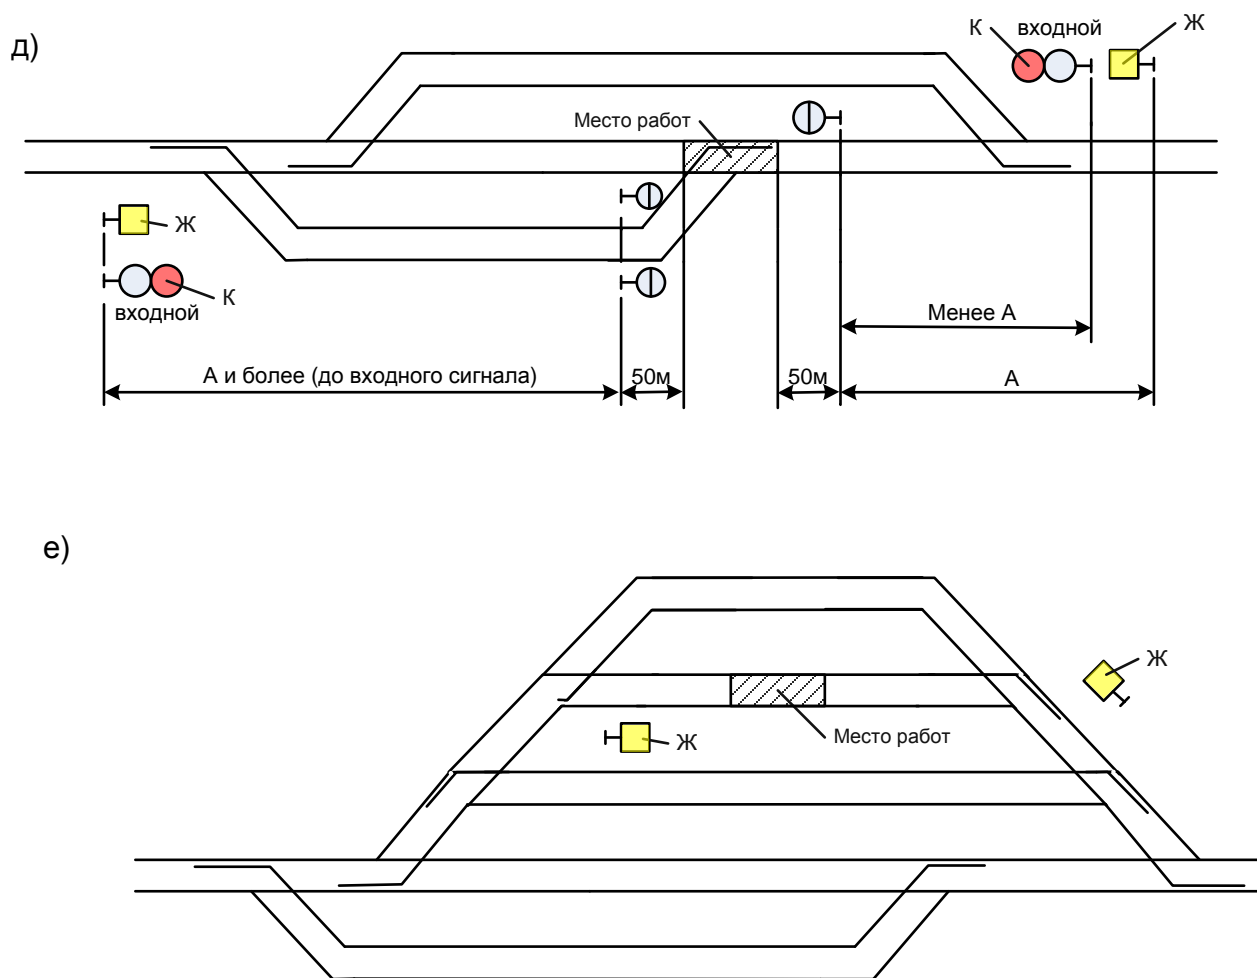 д)
К
входной
Ж
Место работ
Ж
К
входной
Менее А
А и более (до входного сигнала)
50м
50м
А
е)
Ж
Ж
Место работ